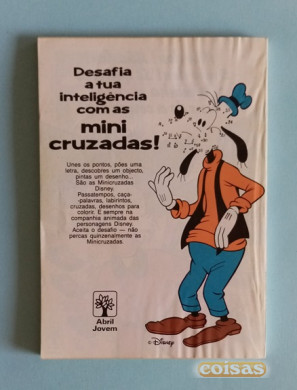 Desafia
a tua
inteligência
com as
mini
cruzadas!
Unes os pontos, pões uma
letra, descobres um objecto,
pintas um desenho...
São as Minicruzadas
Disney.
Passatempos, caça-
-palavras, labirintos,
cruzadas, desenhos para
colorir. E sempre na
companhia animada das
personagens Disney.
Aceita o desafio — não
percas quinzenalmente as
Minicruzadas.
Abril
Jovem
© Disney
coisas